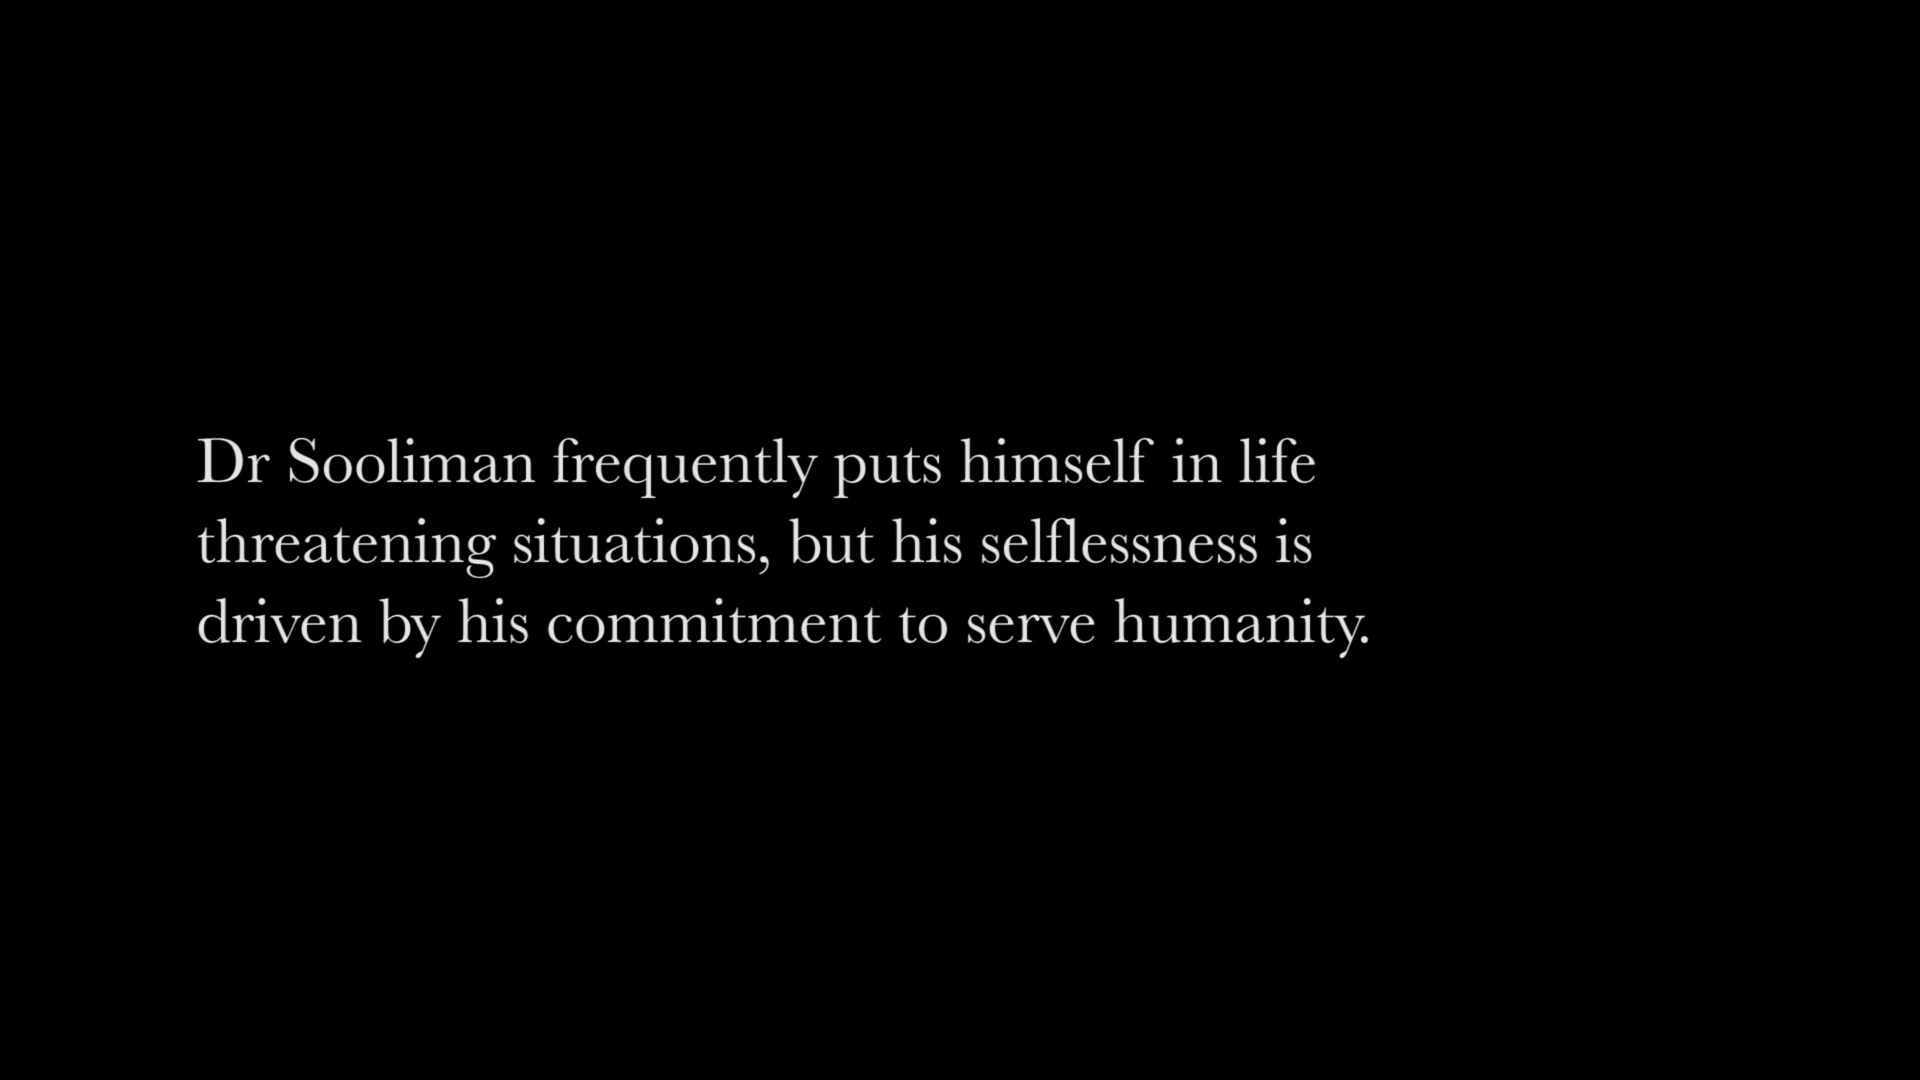 Dr Sooliman frequently puts himself in life
threatening situations, but his selflessness is
driven by his commitment to serve humanity.